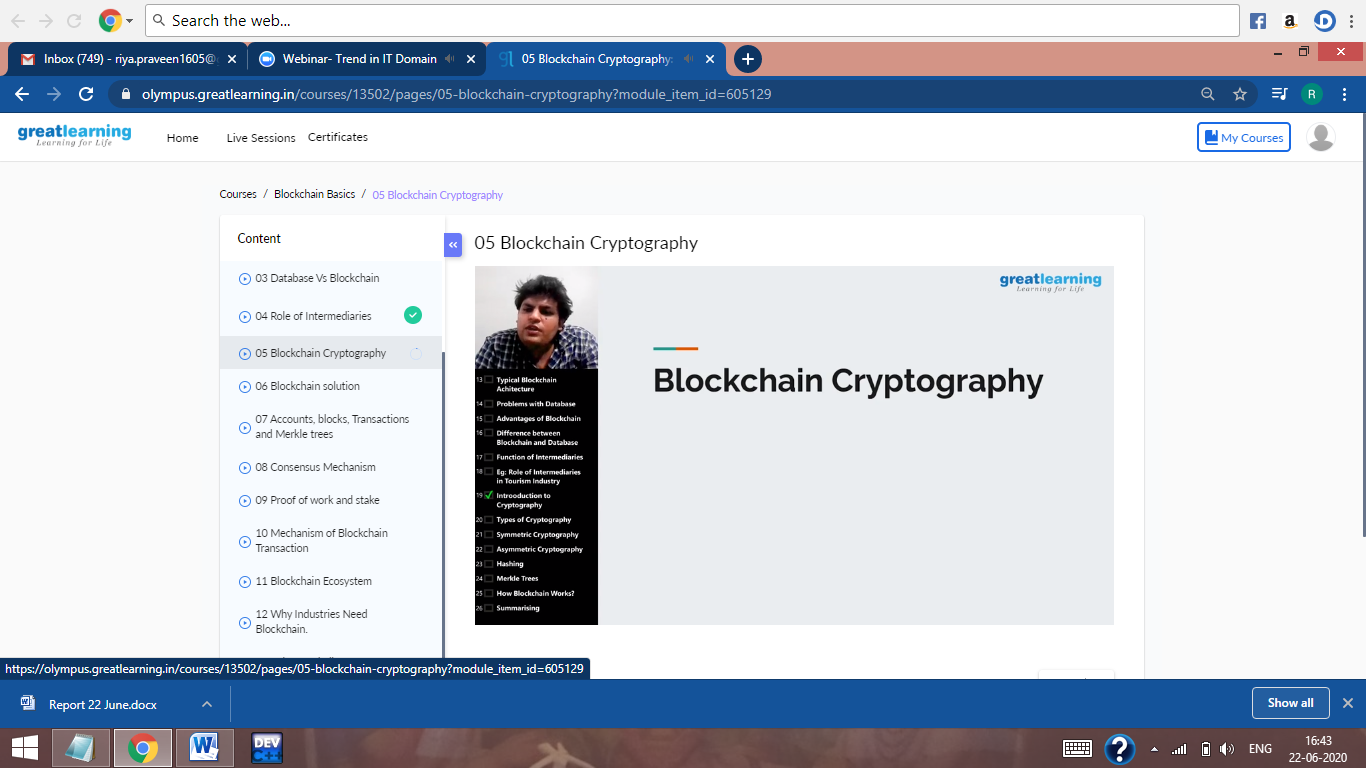 Search the web...
Inbox (749) - riya.praveen1605@
Webinar- Trend in IT Domain
05 Blockchain Cryptography:
olympus.greatlearning.in/courses/13502/pages/05-blockchain-cryptography?module_item_id=605129
R
greatlearning
Learning for Life
Home
Live Sessions
Certificates
My Courses
Courses / Blockchain Basics / 05 Blockchain Cryptography
Content
03 Database Vs Blockchain
04 Role of Intermediaries
05 Blockchain Cryptography
06 Blockchain solution
07 Accounts, blocks, Transactions
and Merkle trees
08 Consensus Mechanism
09 Proof of work and stake
10 Mechanism of Blockchain
Transaction
11 Blockchain Ecosystem
12 Why Industries Need
Blockchain.
05 Blockchain Cryptography
greatlearning
Learning for Life
Blockchain Cryptography
13 Typical Blockchain
Achitecture
14 Problems with Database
15 Advantages of Blockchain
16 Difference between
Blockchain and Database
17 Function of Intermediaries
18 Eg: Role of Intermediaries
in Tourism Industry
19 Introoduction to
Cryptography
20 Types of Cryptography
21 Symmetric Cryptography
22 Asymmetric Cryptography
23 Hashing
24 Merkle Trees
25 How Blockchain Works?
26 Summarising
https://olympus.greatlearning.in/courses/13502/pages/05-blockchain-cryptography?module_item_id=605129
Report 22 June.docx
Show all
DEV
C++
ENG
16:43
22-06-2020